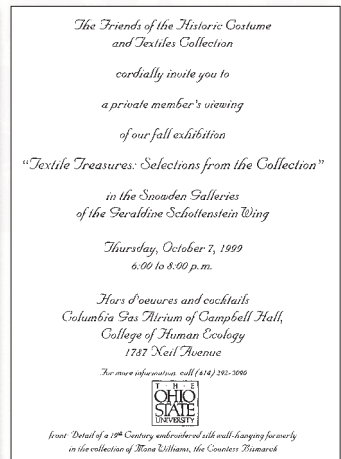 The Friends of the Historic Costume
and Textiles Collection
cordially invite you to
a private member's viewing
of our fall exhibition
"Textile Treasures: Selections from the Collection"
in the Snowden Galleries
of the Geraldine Schottenstein Wing
Thursday, October 7, 1999
6:00 to 8:00 p.m.
Hors d'oeuvres and cocktails
Columbia Gas Atrium of Campbell Hall,
College of Human Ecology
1787 Neil Avenue
For more information call (614) 292-3090
T · H · E
OHIO
STATE
UNIVERSITY
front: Detail of a 19th Century embroidered silk wall-hanging formerly
in the collection of Mona Williams, the Countess Bismarck